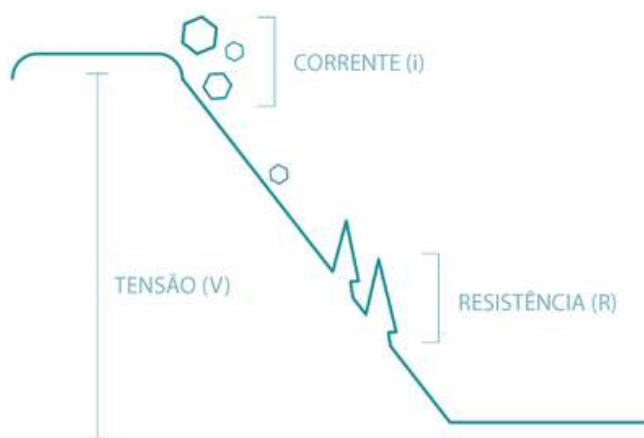 CORRENTE (i)
TENSÃO (V)
RESISTÊNCIA (R)